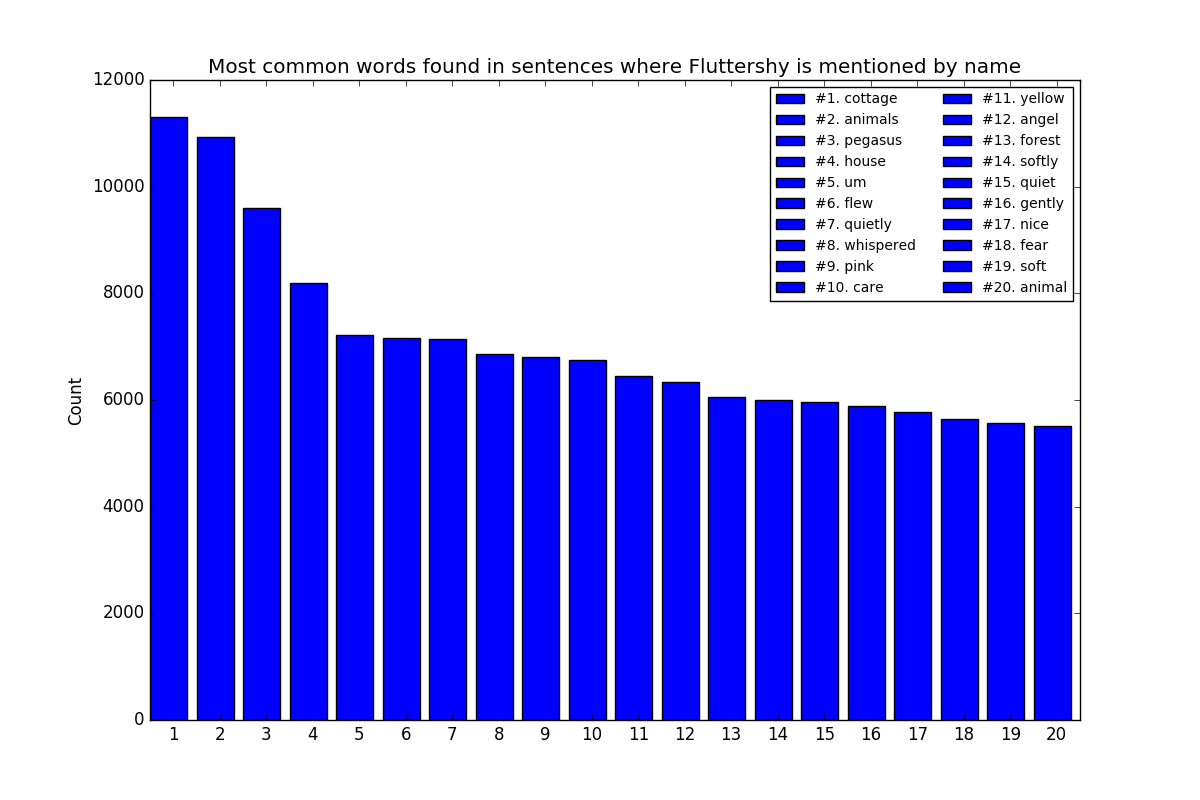 Most common words found in sentences where Fluttershy is mentioned by name
12000
10000
8000
6000
4000
2000
0
Count
#1. cottage
#2. animals
#3. pegasus
#4. house
#5. um
#6. flew
#7. quietly
#8. whispered
#9. pink
#10. care
#11. yellow
#12. angel
#13. forest
#14. softly
#15. quiet
#16. gently
#17. nice
#18. fear
#19. soft
#20. animal
1 2 3 4 5 6 7 8 9 10 11 12 13 14 15 16 17 18 19 20